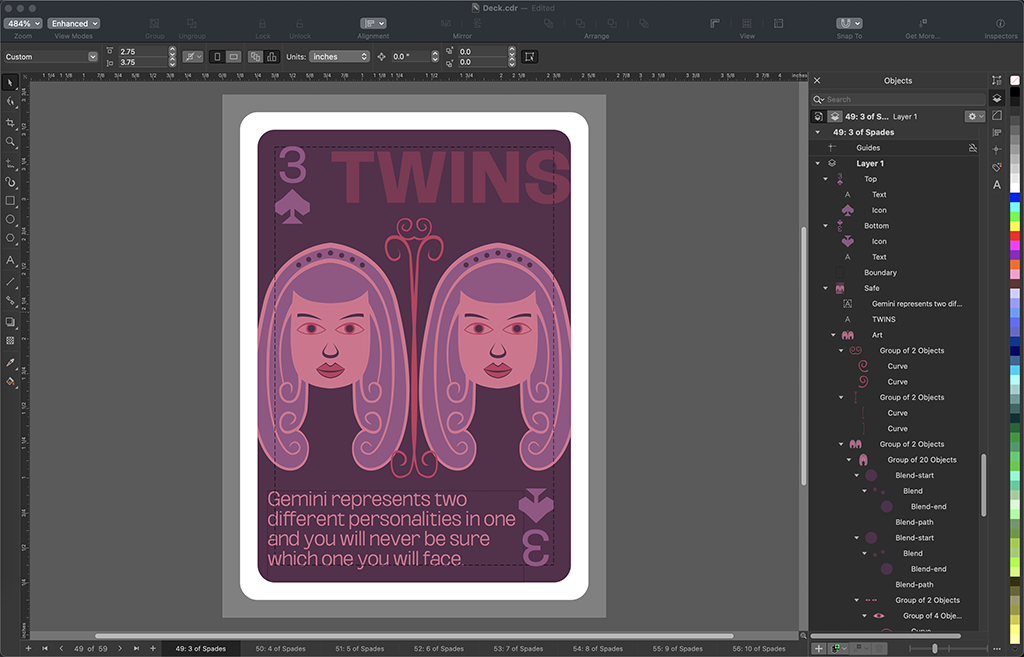 Deck.cdr — Edited
484%
Enhanced
Zoom
View Modes
Group
Ungroup
Lock
Unlock
Alignment
Mirror
Arrange
View
Snap To
Get More...
Inspectors
Custom
2.75
3.75
Units:
inches
0.0 °
0.0
0.0
inches
inches
3
TWINS
Gemini represents two
different personalities in one
and you will never be sure
which one you will face.
3
Objects
Search
49: 3 of S...
Layer 1
49: 3 of Spades
Guides
Layer 1
Top
Text
Icon
Bottom
Icon
Text
Boundary
Safe
Gemini represents two dif...
TWINS
Art
Group of 2 Objects
Curve
Curve
Group of 2 Objects
Curve
Curve
Group of 2 Objects
Group of 20 Objects
Blend-start
Blend
Blend-end
Blend-path
Blend-start
Blend
Blend-end
Blend-path
Group of 2 Objects
Group of 4 Obje...
Curve
49 of 59
49: 3 of Spades
50: 4 of Spades
51: 5 of Spades
52: 6 of Spades
53: 7 of Spades
54: 8 of Spades
55: 9 of Spades
56: 10 of Spades